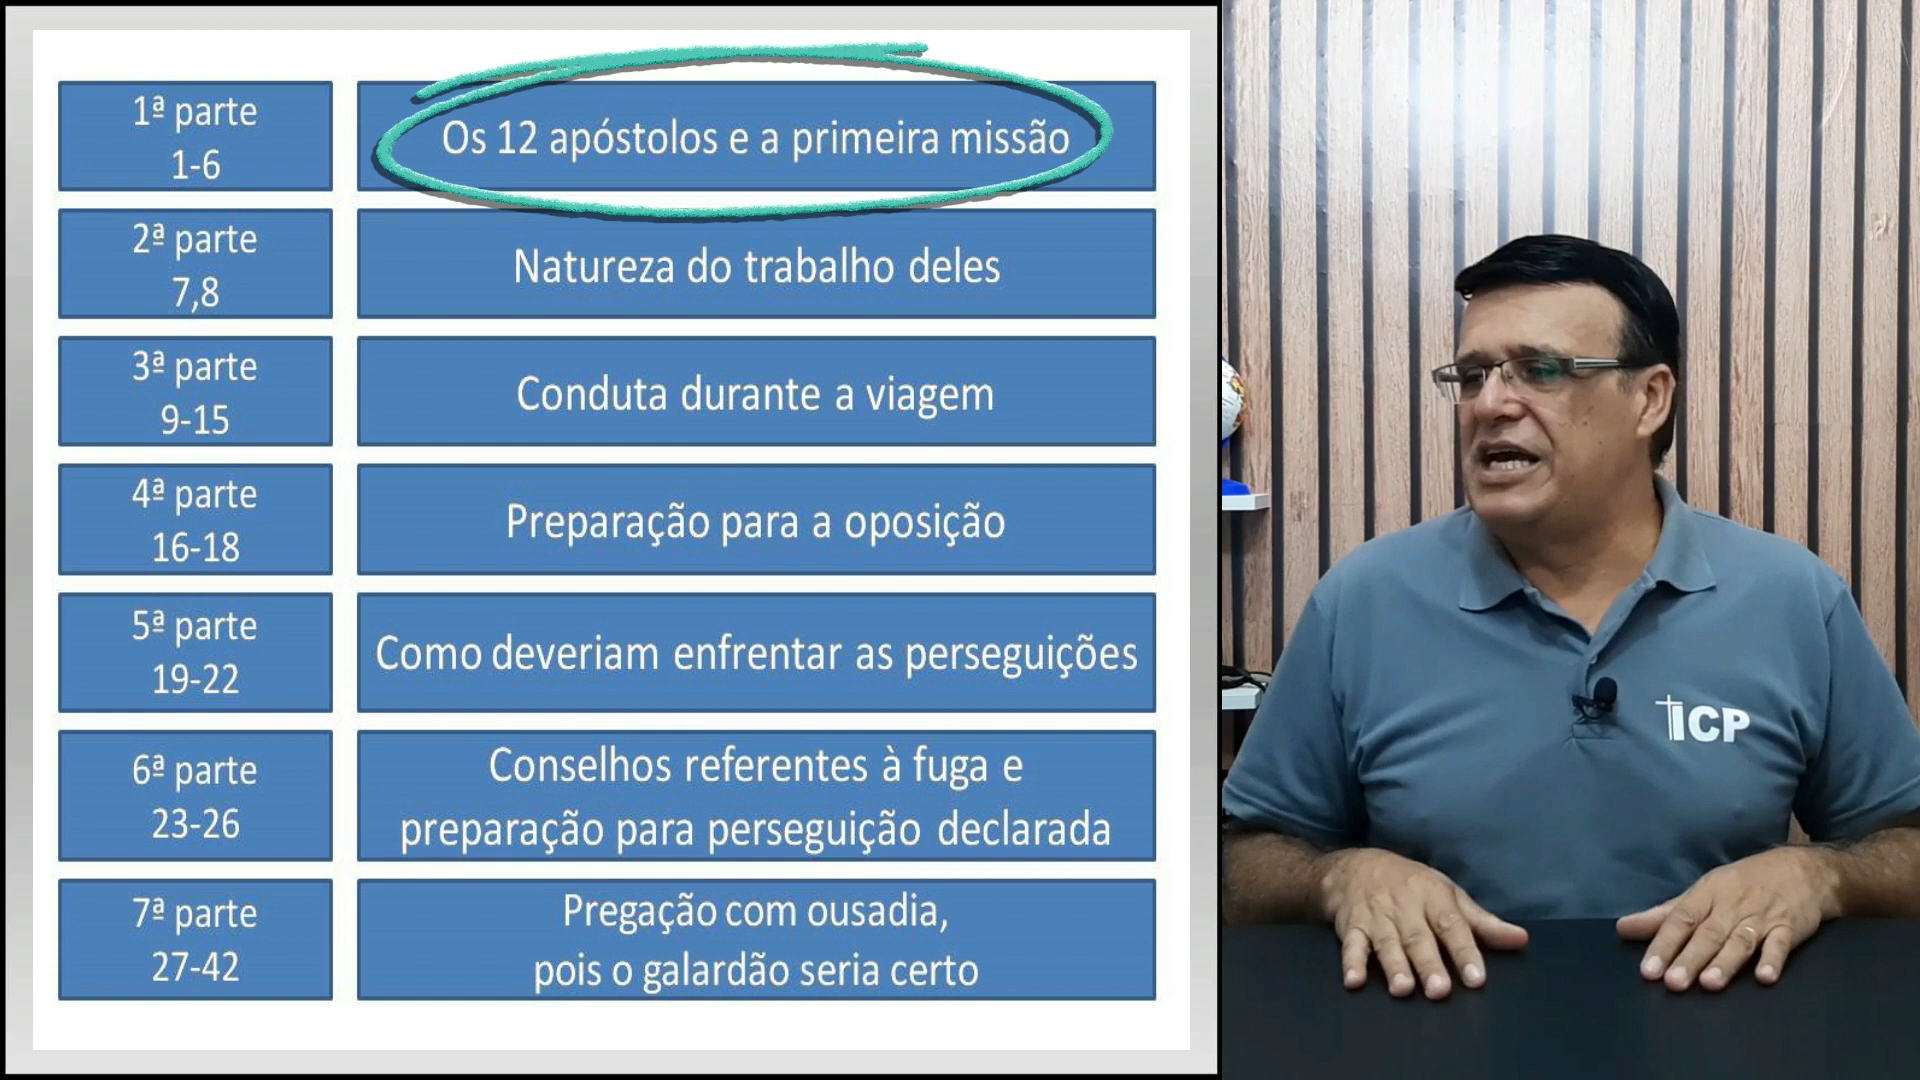 1ª parte
1-6
Os 12 apóstolos e a primeira missão
2ª parte
7,8
Natureza do trabalho deles
3ª parte
9-15
Conduta durante a viagem
4ª parte
16-18
Preparação para a oposição
5ª parte
19-22
Como deveriam enfrentar as perseguições
6ª parte
23-26
Conselhos referentes à fuga e
preparação para perseguição declarada
7ª parte
27-42
Pregação com ousadia,
pois o galardão seria certo
ICP